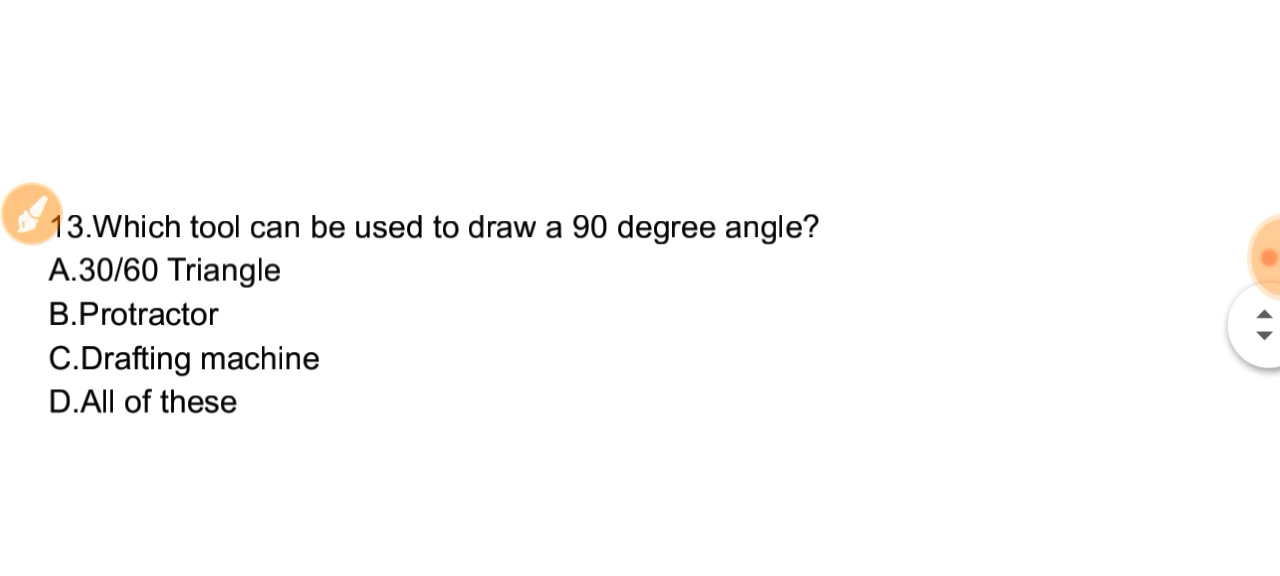 13.Which tool can be used to draw a 90 degree angle?
A.30/60 Triangle
B.Protractor
C.Drafting machine
D.All of these